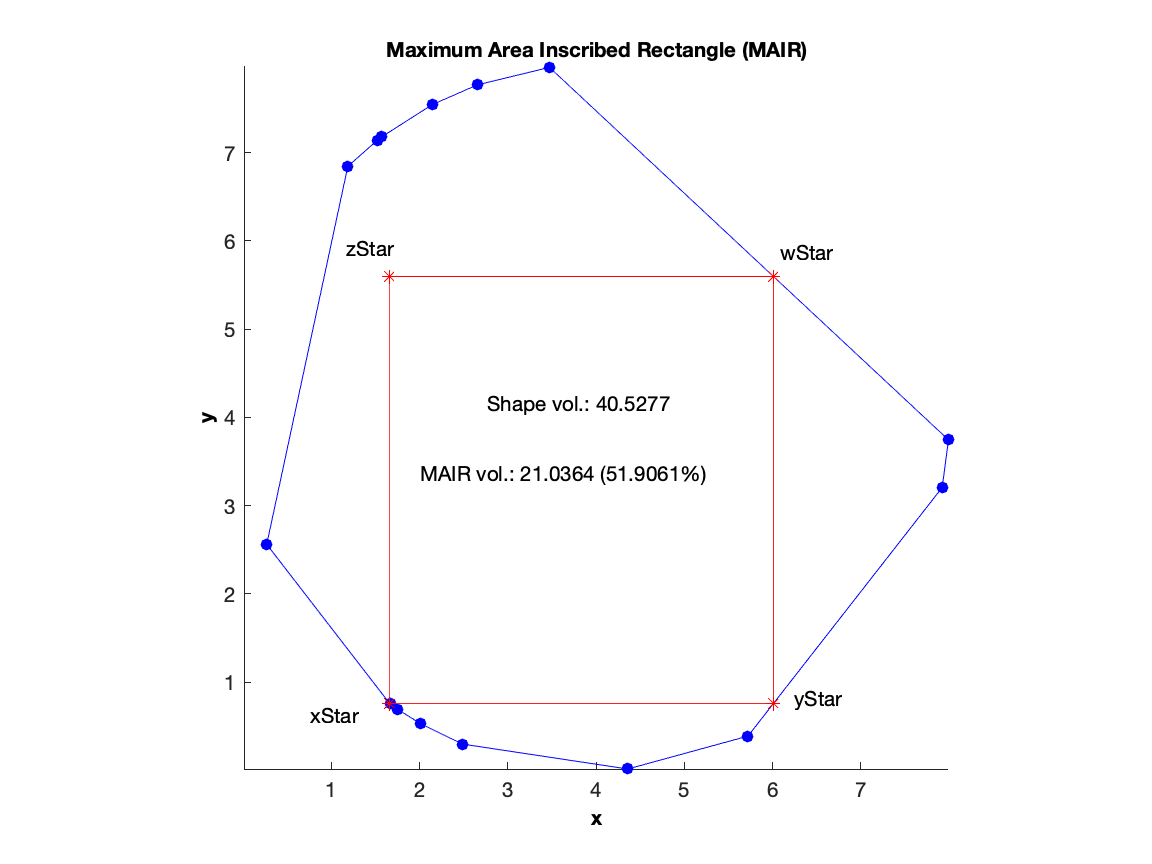 Maximum Area Inscribed Rectangle (MAIR)
7
zStar
wStar
6
5
Shape vol.: 40.5277
y
4
MAIR vol.: 21.0364 (51.9061%)
3
2
1
xStar
yStar
1 2 3 4 5 6 7
x